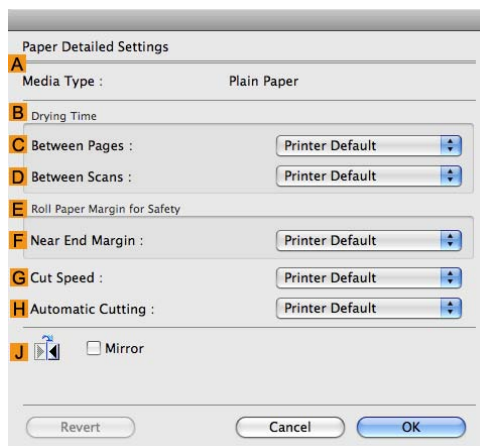 Paper Detailed Settings
A
Media Type : Plain Paper
B Drying Time
C Between Pages : Printer Default
D Between Scans : Printer Default
E Roll Paper Margin for Safety
F Near End Margin : Printer Default
G Cut Speed : Printer Default
H Automatic Cutting : Printer Default
J Mirror
Revert Cancel OK